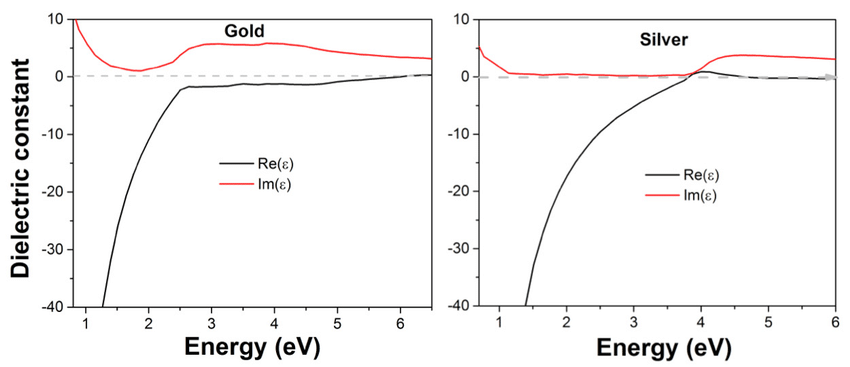 Gold
Dielectric constant
10
0
-10
-20
-30
-40
Re(ε)
Im(ε)
1 2 3 4 5 6
Energy (eV)
Silver
10
0
-10
-20
-30
-40
Re(ε)
Im(ε)
1 2 3 4 5 6
Energy (eV)